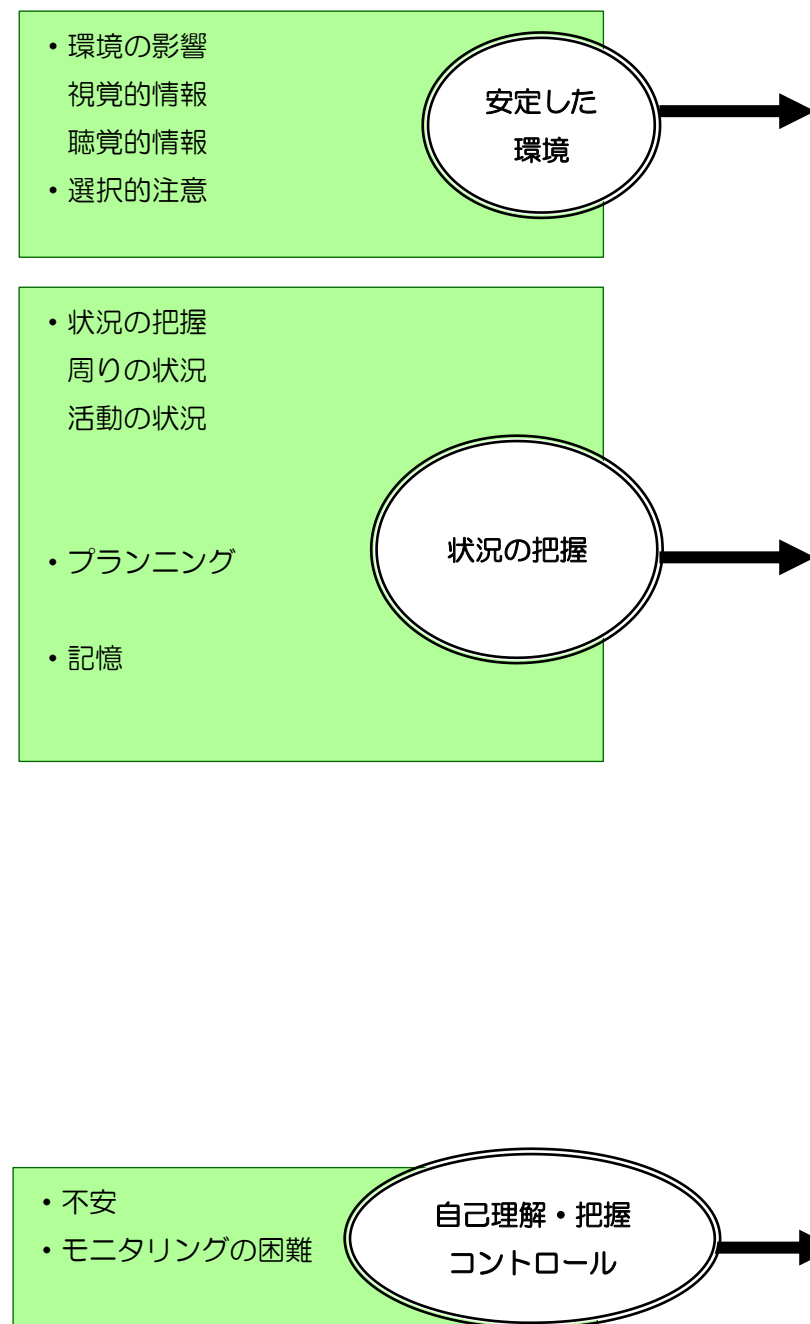 ・環境の影響
視覚的情報
聴覚的情報
・選択的注意
安定した
環境
・状況の把握
周りの状況
活動の状況
・プランニング
・記憶
状況の把握
・不安
・モニタリングの困難
自己理解・把握
コントロール